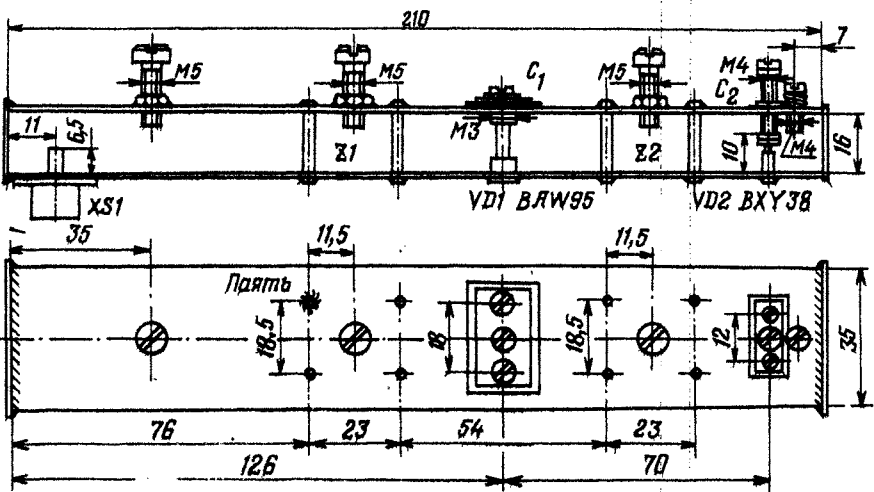 210
7
M5
M5
C1
M5
M4
C2
11
6,5
M3
Z1
Z2
10
M4
16
XS1
VD1 BAW95
VD2 BXY38
35
11,5
11,5
Паять
18,5
18
18,5
12
35
76
23
54
23
126
70